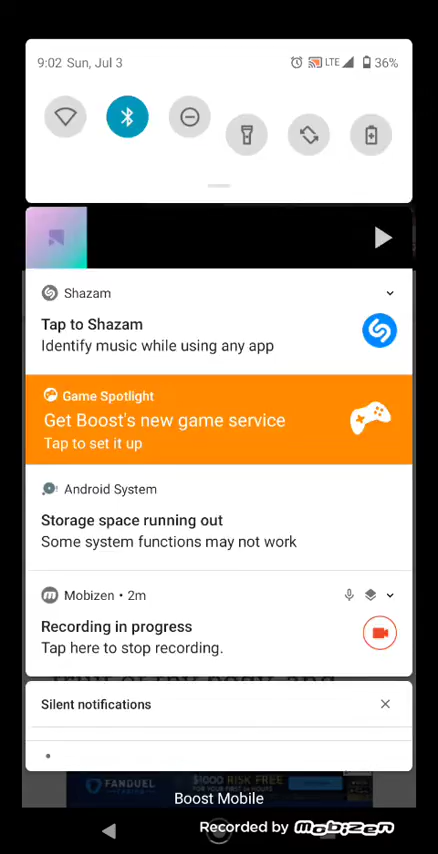 9:02 Sun, Jul 3
LTE 36%
Shazam
Tap to Shazam
Identify music while using any app
Game Spotlight
Get Boost's new game service
Tap to set it up
Android System
Storage space running out
Some system functions may not work
Mobizen • 2m
Recording in progress
Tap here to stop recording.
Silent notifications
FANDUEL
$1000 RISK FREE
Boost Mobile
Recorded by Mobizen